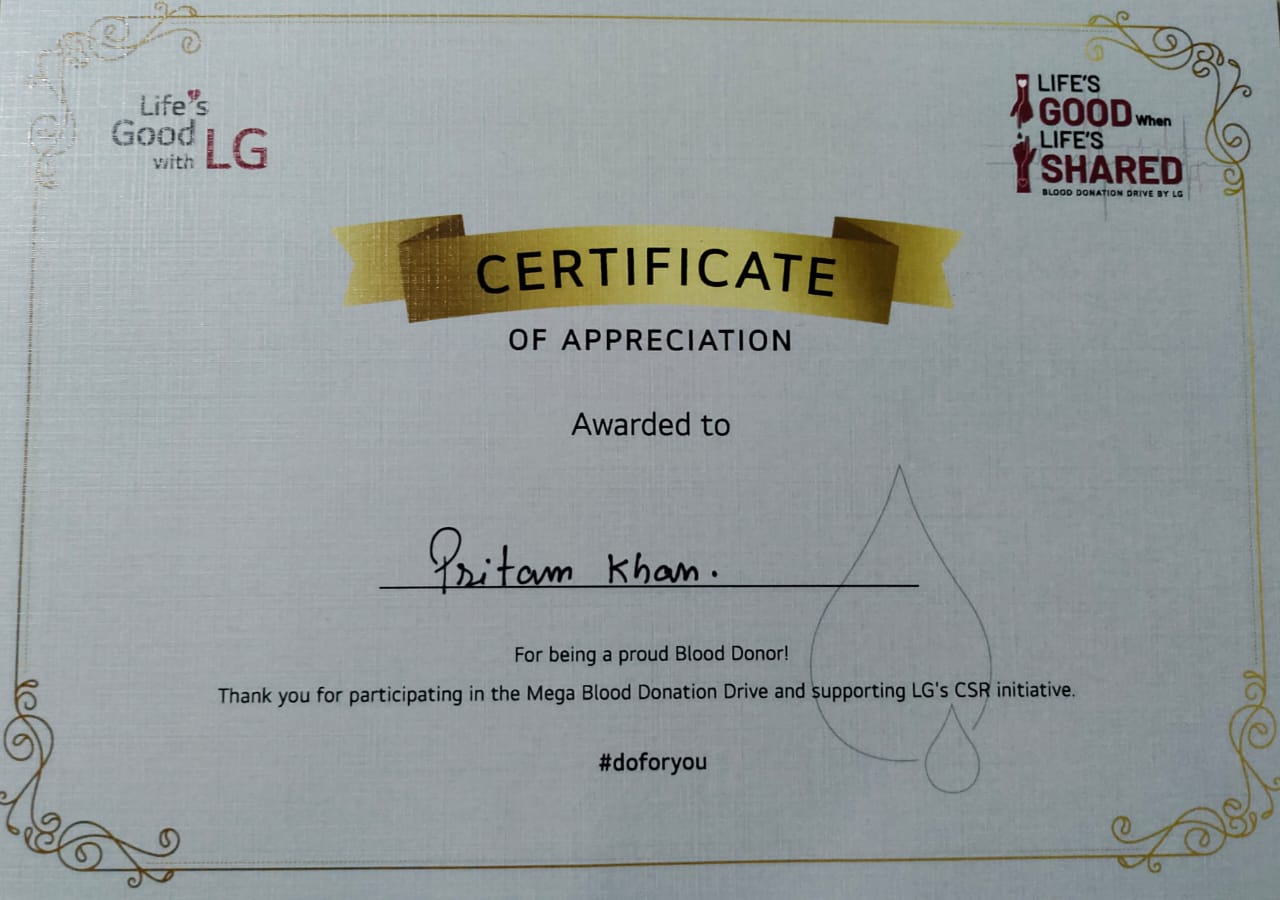 Life's
Good
with LG
LIFE'S
GOOD When
LIFE'S
SHARED
BLOOD DONATION DRIVE BY LG
CERTIFICATE
OF APPRECIATION
Awarded to
Pritam Khan.
For being a proud Blood Donor!
Thank you for participating in the Mega Blood Donation Drive and supporting LG's CSR initiative.
#doforyou